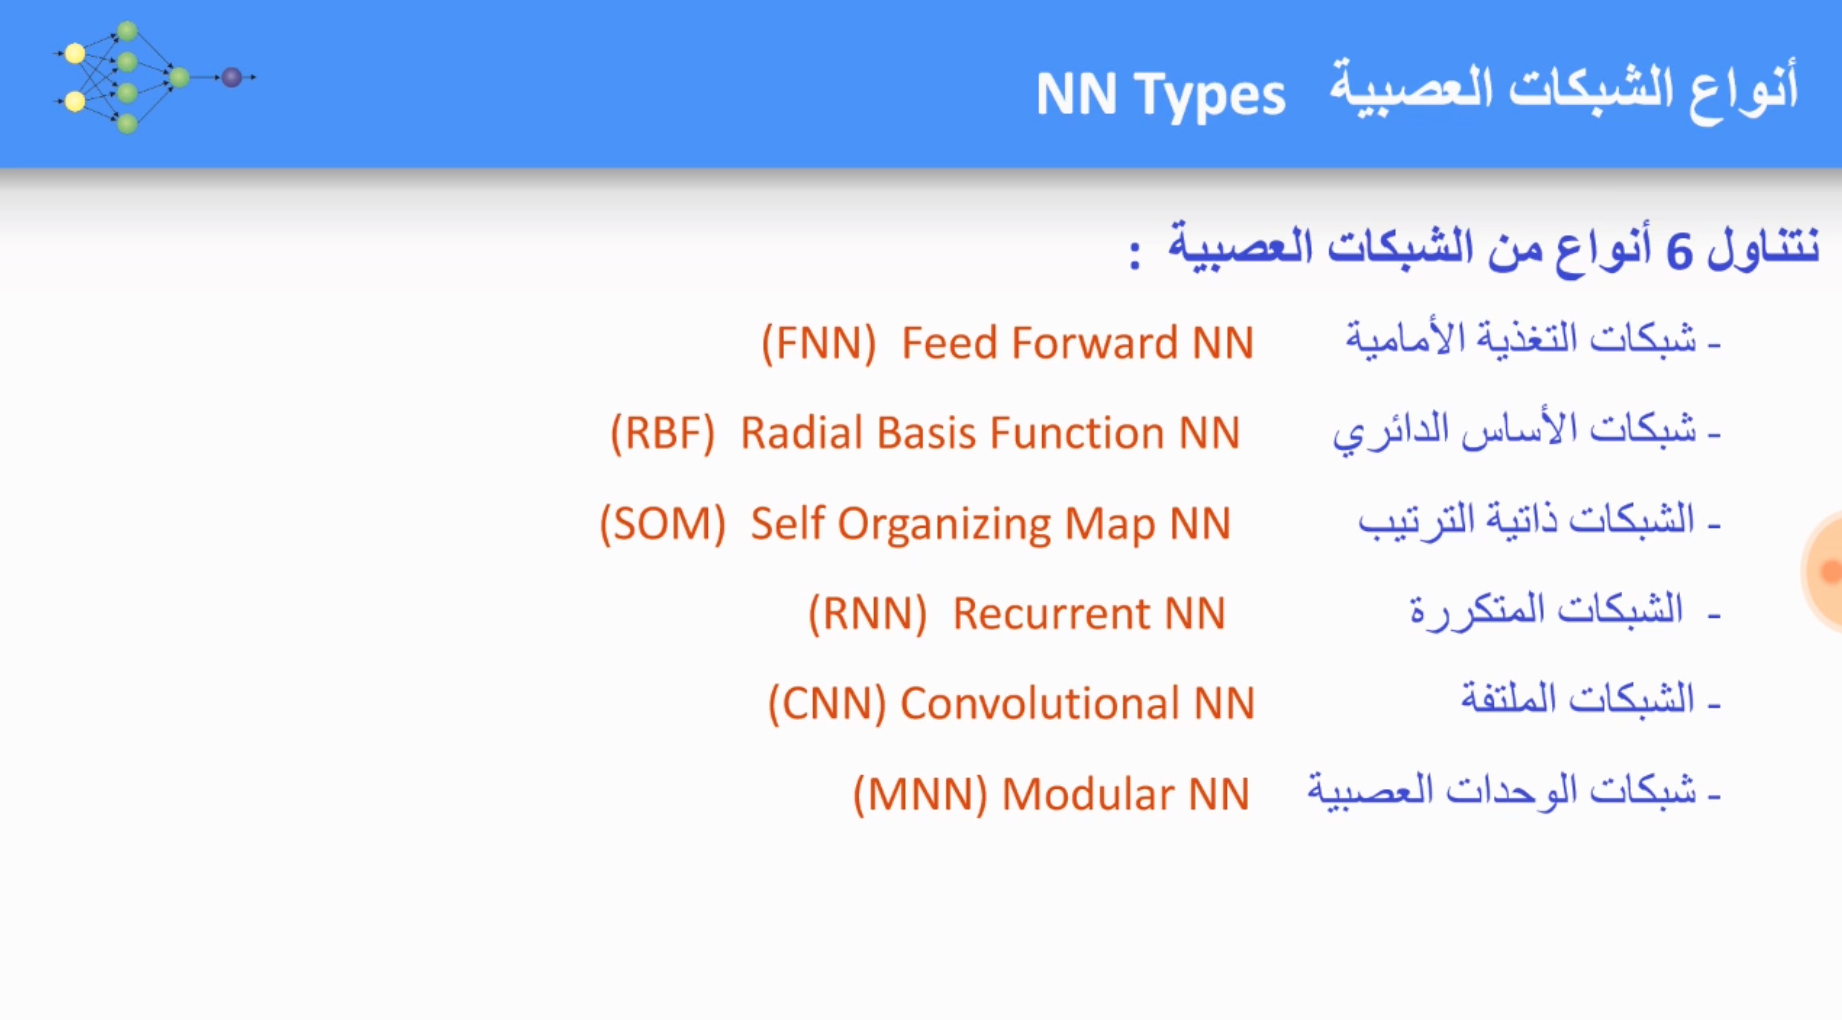 أنواع الشبكات العصبية NN Types
نتناول 6 أنواع من الشبكات العصبية :
- شبكات التغذية الأمامية Feed Forward NN (FNN)
- شبكات الأساس الدائري Radial Basis Function NN (RBF)
- الشبكات ذاتية الترتيب Self Organizing Map NN (SOM)
- الشبكات المتكررة Recurrent NN (RNN)
- الشبكات الملتفة Convolutional NN (CNN)
- شبكات الوحدات العصبية Modular NN (MNN)